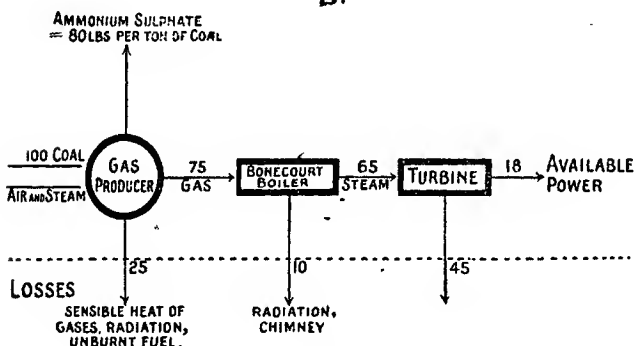 B.
AMMONIUM SULPHATE
= 80LBS PER TON OF COAL
100 COAL
AIR AND STEAM
GAS
PRODUCER
75
GAS
BONECOURT
BOILER
65
STEAM
TURBINE
18
AVAILABLE
POWER
25
10
45
LOSSES
SENSIBLE HEAT OF
GASES, RADIATION,
UNBURNT FUEL.
RADIATION,
CHIMNEY